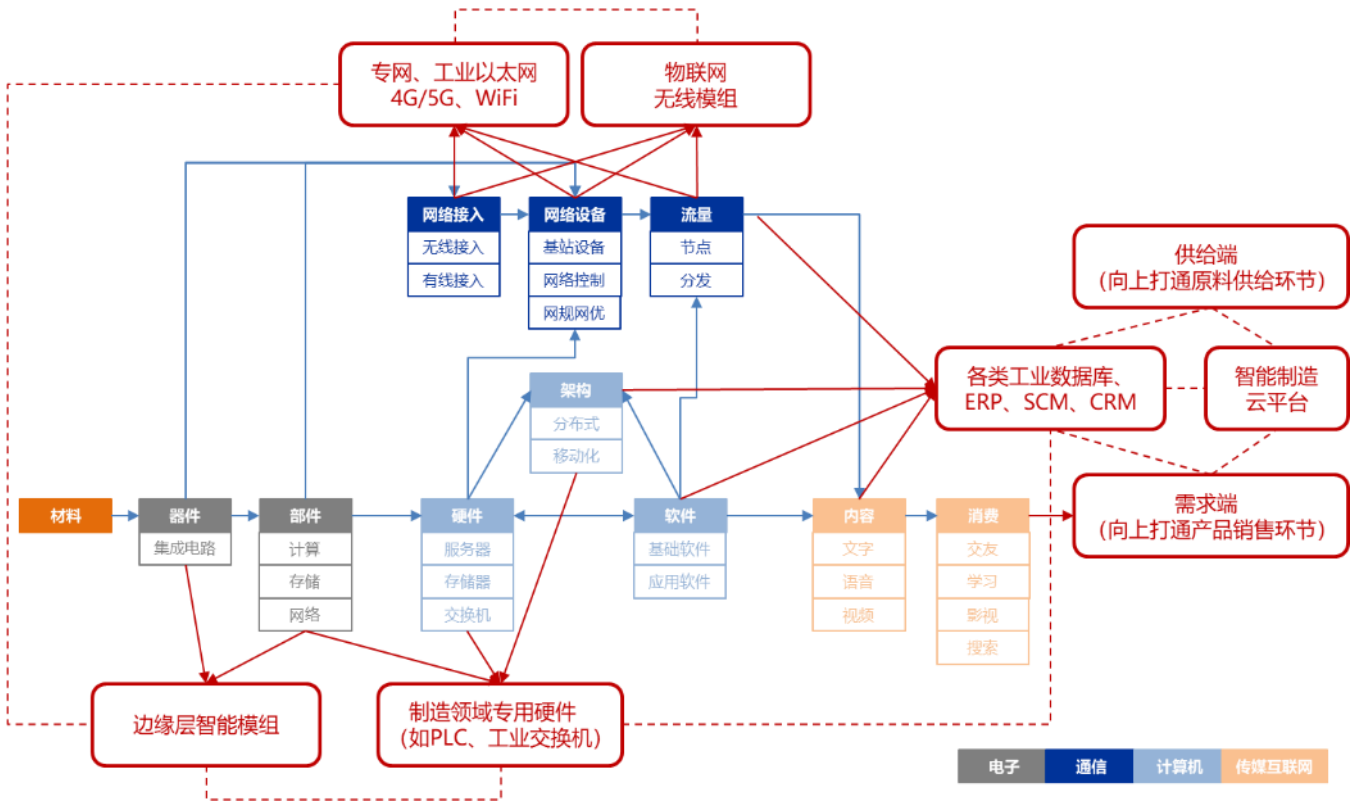 专网、工业以太网
4G/5G、WiFi
物联网
无线模组
网络接入
无线接入
有线接入
网络设备
基站设备
网络控制
网规网优
流量
节点
分发
供给端
(向上打通原料供给环节)
各类工业数据库、
ERP、SCM、CRM
智能制造
云平台
需求端
(向上打通产品销售环节)
架构
分布式
移动化
材料
器件
集成电路
部件
计算
存储
网络
硬件
服务器
存储器
交换机
软件
基础软件
应用软件
内容
文字
语音
视频
消费
交友
学习
影视
搜索
边缘层智能模组
制造领域专用硬件
(如PLC、工业交换机)
电子
通信
计算机
传媒互联网